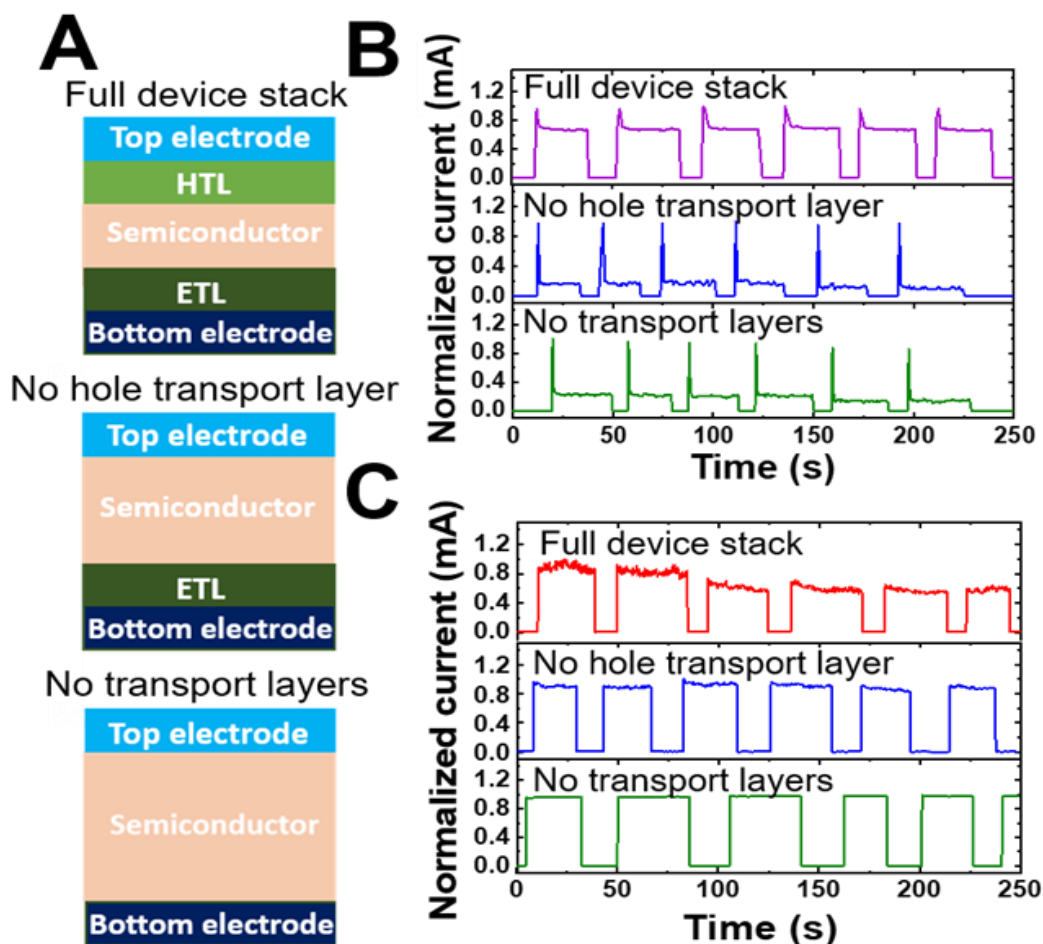 A
Full device stack
Top electrode
HTL
Semiconductor
ETL
Bottom electrode
No hole transport layer
Top electrode
Semiconductor
ETL
Bottom electrode
No transport layers
Top electrode
Semiconductor
Bottom electrode
B
Normalized current (mA)
Full device stack
1.2
0.8
0.4
0.0
No hole transport layer
1.2
0.8
0.4
0.0
No transport layers
1.2
0.8
0.4
0.0
0 50 100 150 200 250
Time (s)
C
Normalized current (mA)
Full device stack
1.2
0.8
0.4
0.0
No hole transport layer
1.2
0.8
0.4
0.0
No transport layers
1.2
0.8
0.4
0.0
0 50 100 150 200 250
Time (s)